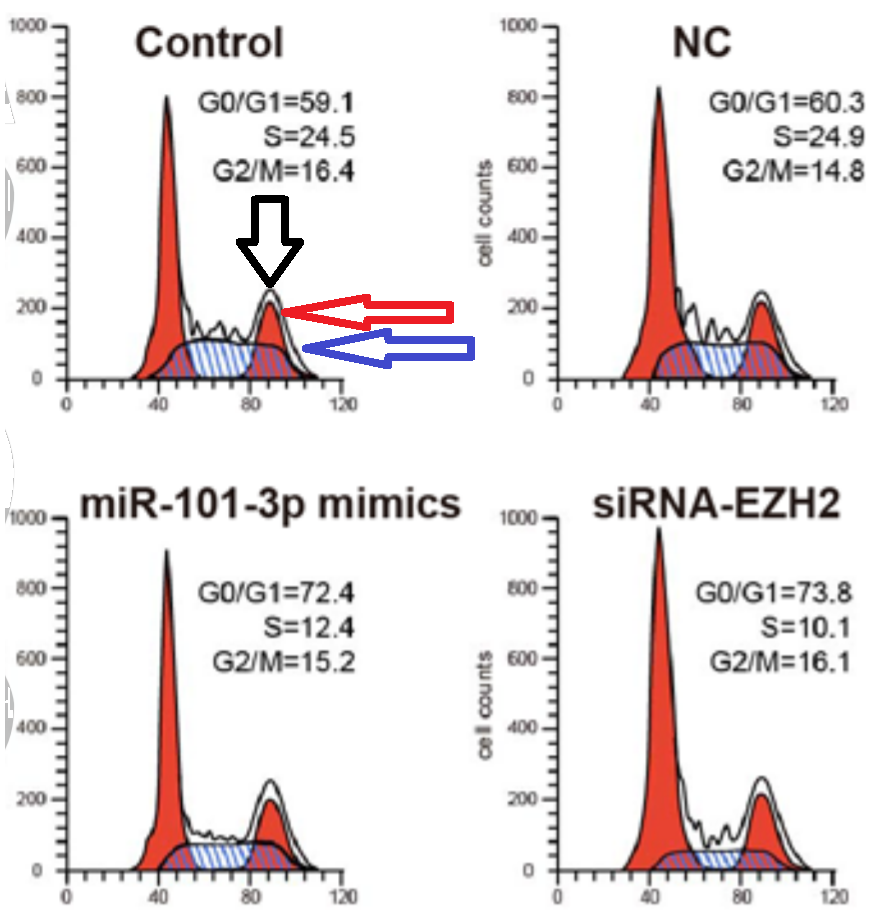 Control
G0/G1=59.1
S=24.5
G2/M=16.4
1000
800
600
400
200
0
0 40 80 120
NC
G0/G1=60.3
S=24.9
G2/M=14.8
cell counts
1000
800
600
400
200
0
0 40 80 120
miR-101-3p mimics
G0/G1=72.4
S=12.4
G2/M=15.2
1000
800
600
400
200
0
0 40 80 120
siRNA-EZH2
G0/G1=73.8
S=10.1
G2/M=16.1
cell counts
1000
800
600
400
200
0
0 40 80 120